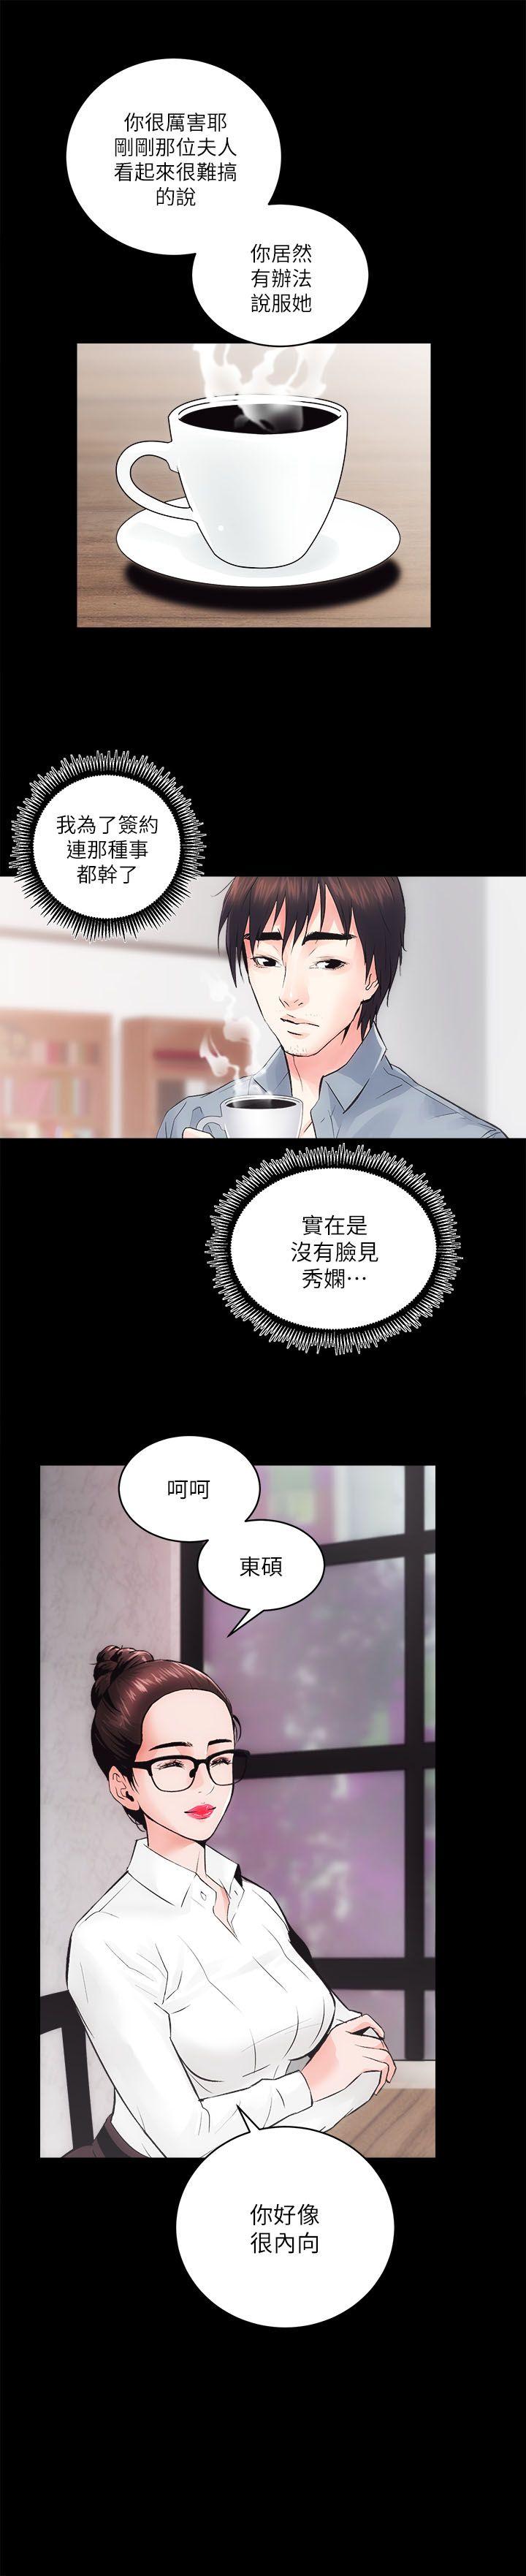 你很厲害耶
剛剛那位夫人
看起來很難搞
的說
你居然
有辦法
說服她
我為了簽約
連那種事
都幹了
實在是
沒有臉見
秀嫻…
呵呵
東碩
你好像
很內向